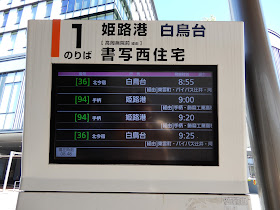 1
のりば
姫路港 白鳥台
書写西住宅
[36] 北今宿 白鳥台 8:55
[94] 手柄 姫路港 9:00
[94] 手柄 姫路港 9:20
[36] 北今宿 白鳥台 9:25